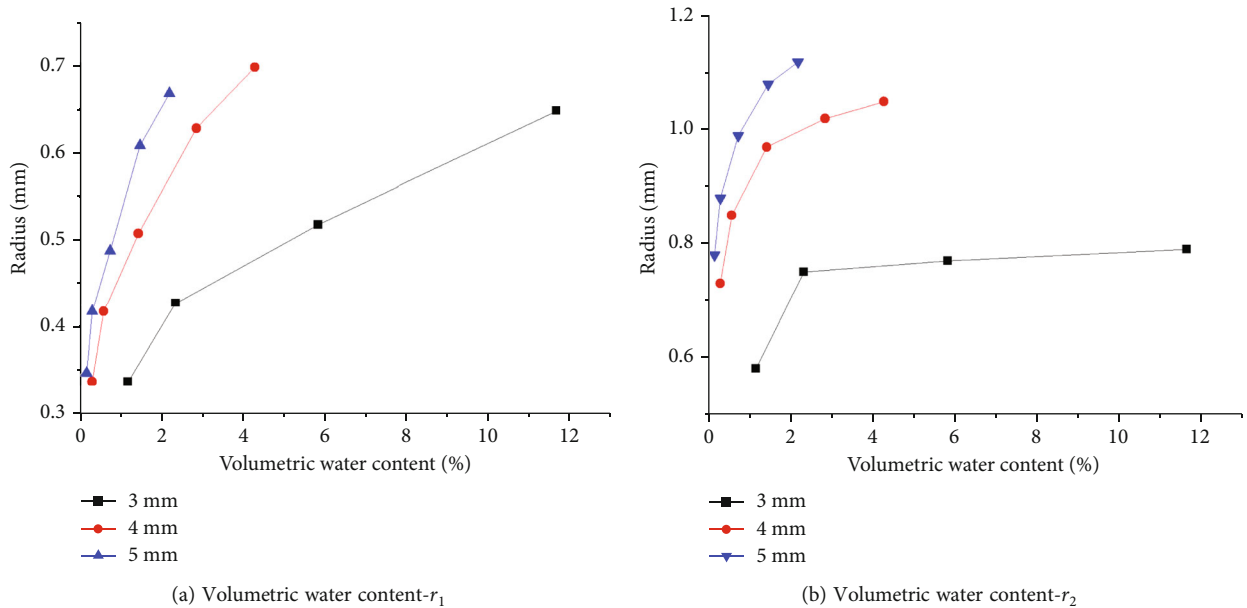 0.7
0.6
0.5
0.4
0.3
Radius (mm)
0 2 4 6 8 10 12
Volumetric water content (%)
3 mm
4 mm
5 mm
(a) Volumetric water content-r₁
1.2
1.0
0.8
0.6
Radius (mm)
0 2 4 6 8 10 12
Volumetric water content (%)
3 mm
4 mm
5 mm
(b) Volumetric water content-r₂